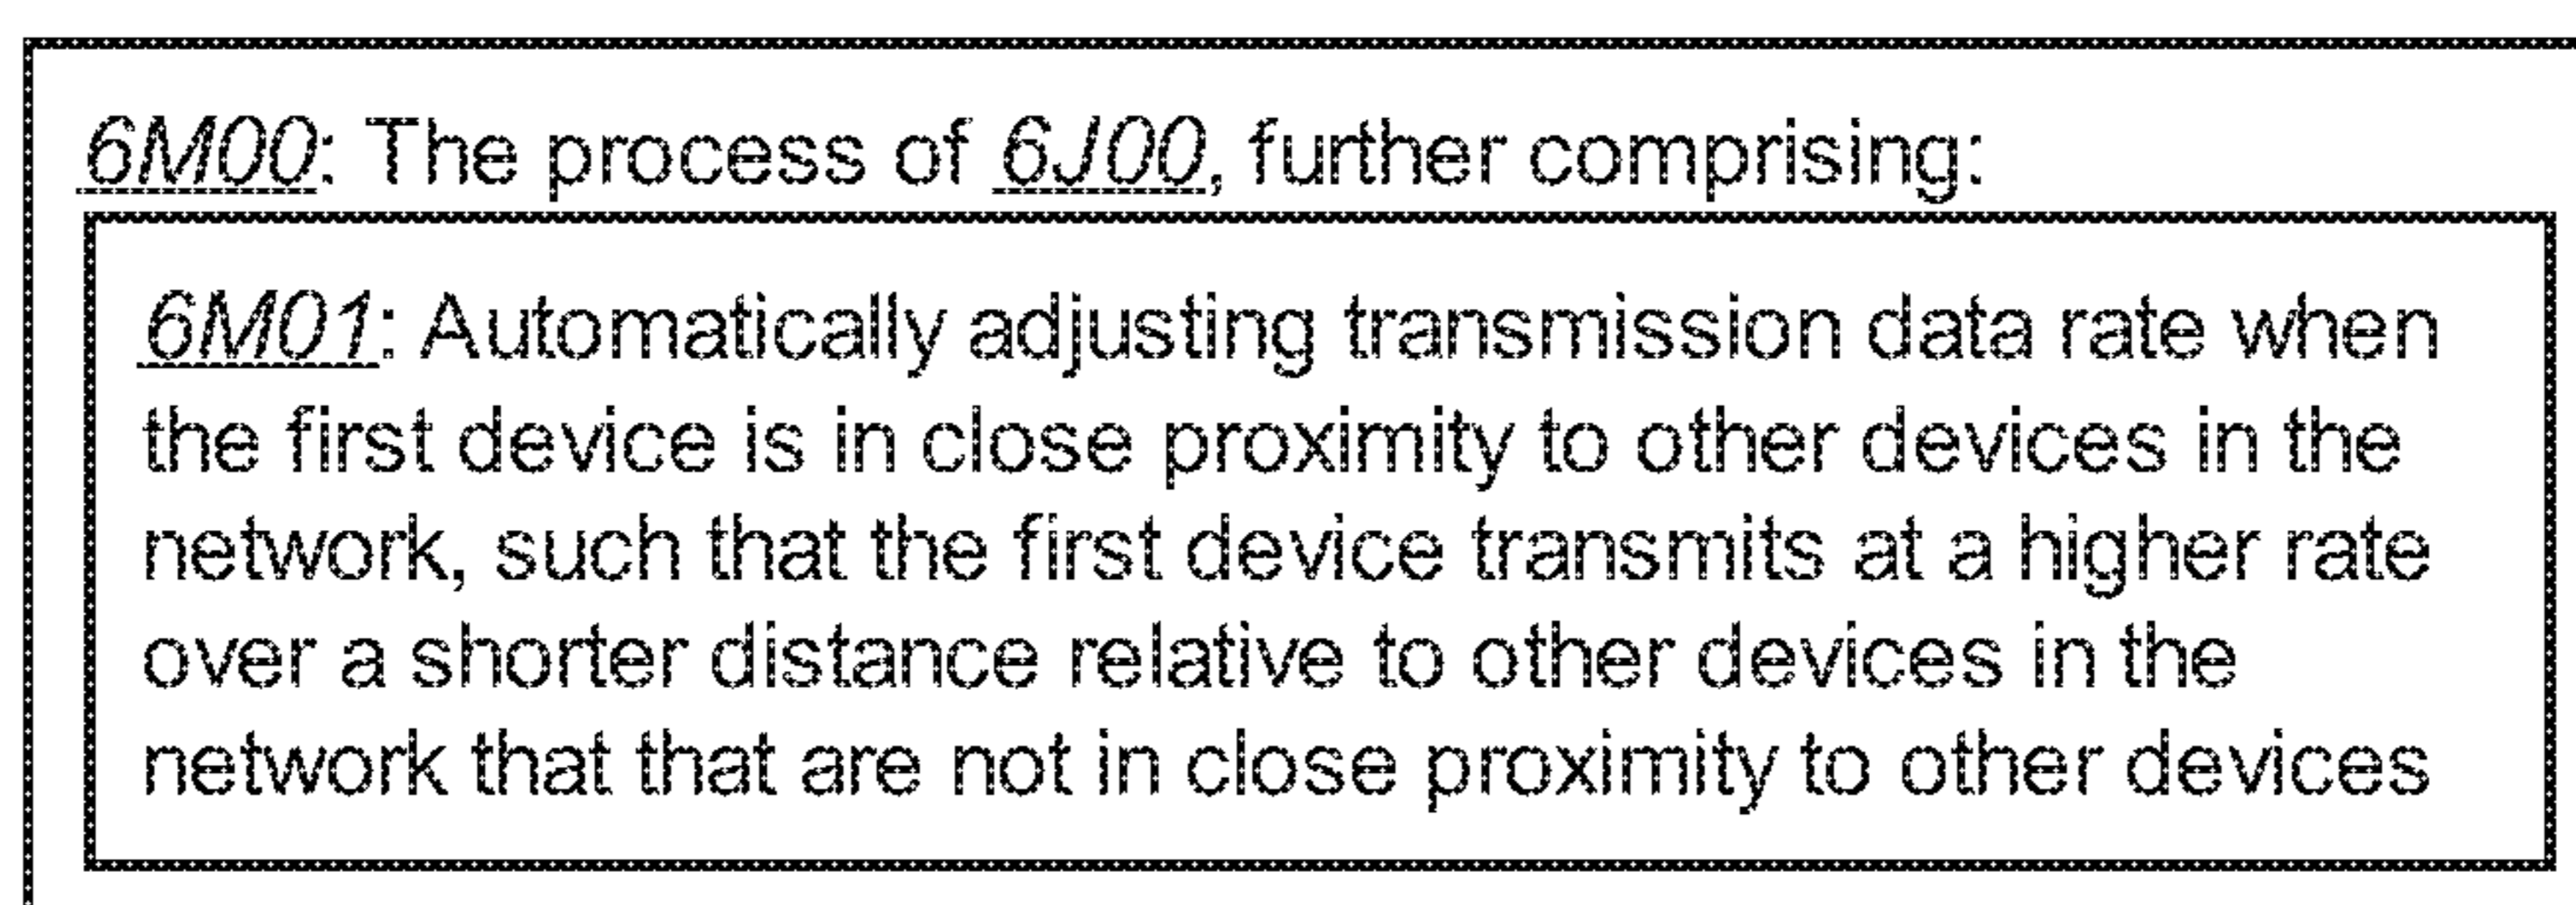 6M00: The process of 6J00, further comprising:
6M01: Automatically adjusting transmission data rate when
the first device is in close proximity to other devices in the
network, such that the first device transmits at a higher rate
over a shorter distance relative to other devices in the
network that that are not in close proximity to other devices